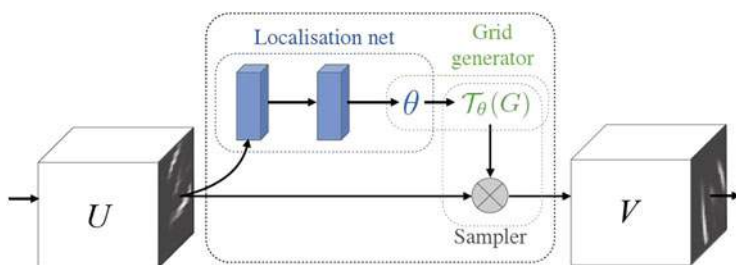 Localisation net
Grid
generator
θ
𝒯θ(G)
U
V
Sampler